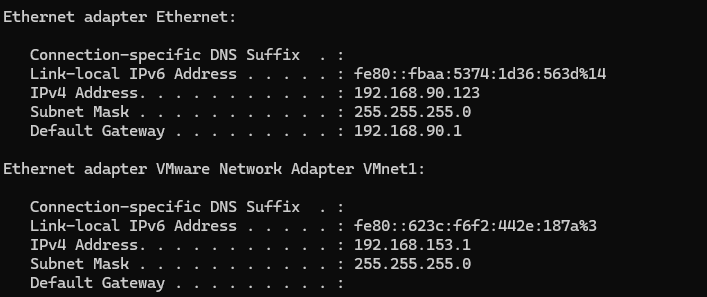 Ethernet adapter Ethernet:
Connection-specific DNS Suffix  . :
Link-local IPv6 Address . . . . . : fe80::fbaa:5374:1d36:563d%14
IPv4 Address. . . . . . . . . . . : 192.168.90.123
Subnet Mask . . . . . . . . . . . : 255.255.255.0
Default Gateway . . . . . . . . . : 192.168.90.1
Ethernet adapter VMware Network Adapter VMnet1:
Connection-specific DNS Suffix  . :
Link-local IPv6 Address . . . . . : fe80::623c:f6f2:442e:187a%3
IPv4 Address. . . . . . . . . . . : 192.168.153.1
Subnet Mask . . . . . . . . . . . : 255.255.255.0
Default Gateway . . . . . . . . . :